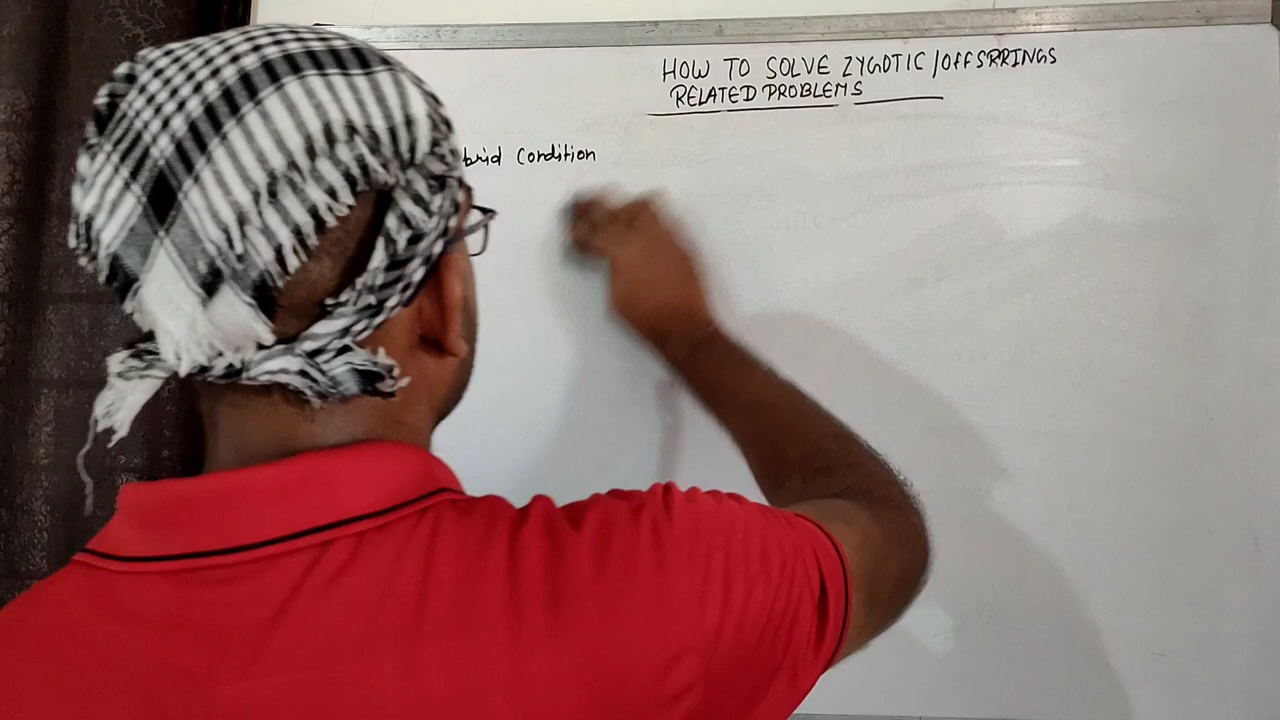 HOW TO SOLVE ZYGOTIC/OFFSRRINGS
RELATED PROBLEMS
brid Condition